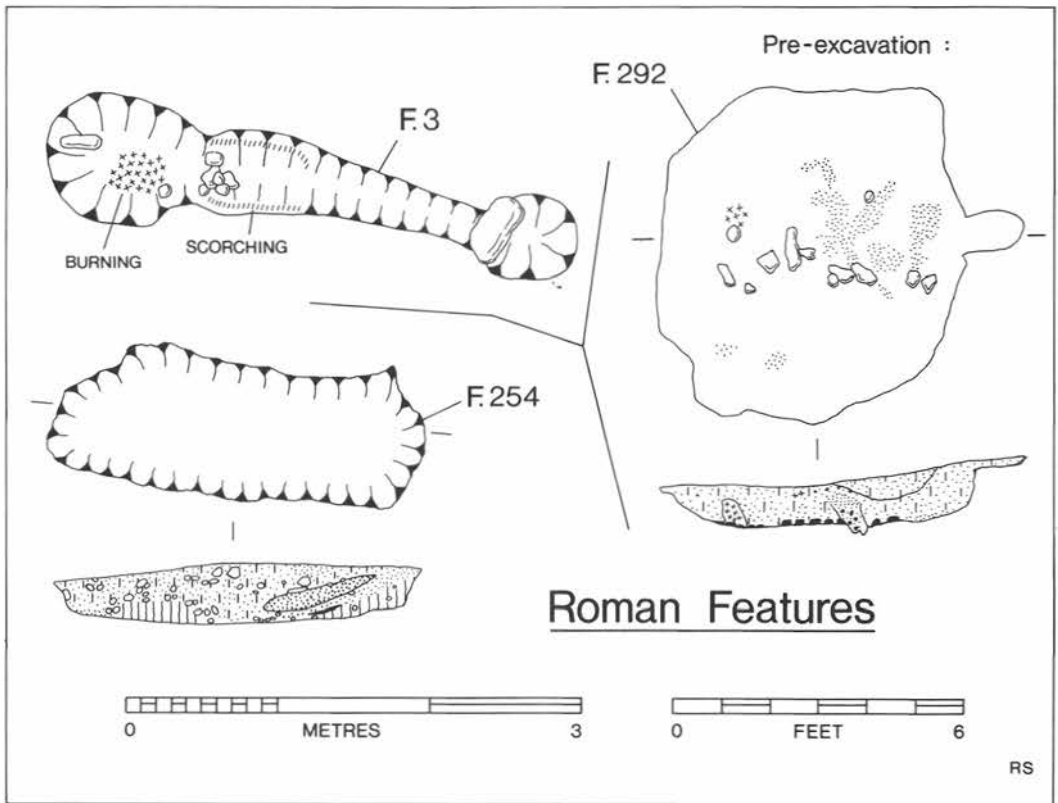 Pre-excavation :
F.292
F.3
BURNING
SCORCHING
F.254
Roman Features
0 METRES 3
0 FEET 6
RS